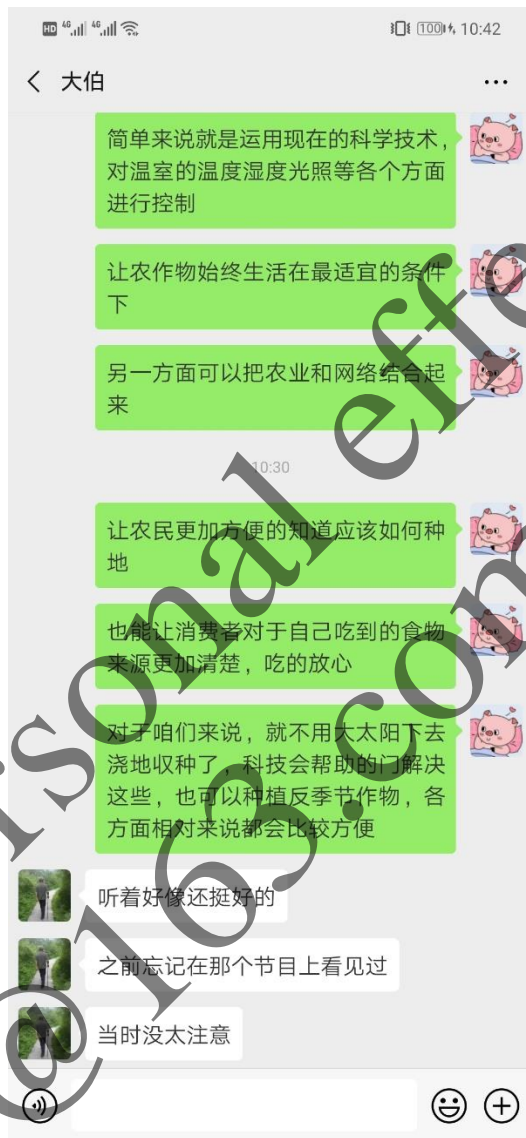 HD 4G 4G 100 10:42
大伯
简单来说就是运用现在的科学技术，
对温室的温度湿度光照等各个方面
进行控制
让农作物始终生活在最适宜的条件
下
另一方面可以把农业和网络结合起
来
10:30
让农民更加方便的知道应该如何种
地
也能让消费者对于自己吃到的食物
来源更加清楚，吃的放心
对于咱们来说，就不用大太阳下去
浇地收种了，科技会帮助的门解决
这些，也可以种植反季节作物，各
方面相对来说都会比较方便
听着好像还挺好的
之前忘记在那个节目上看见过
当时没太注意
isonal effo
@163.com